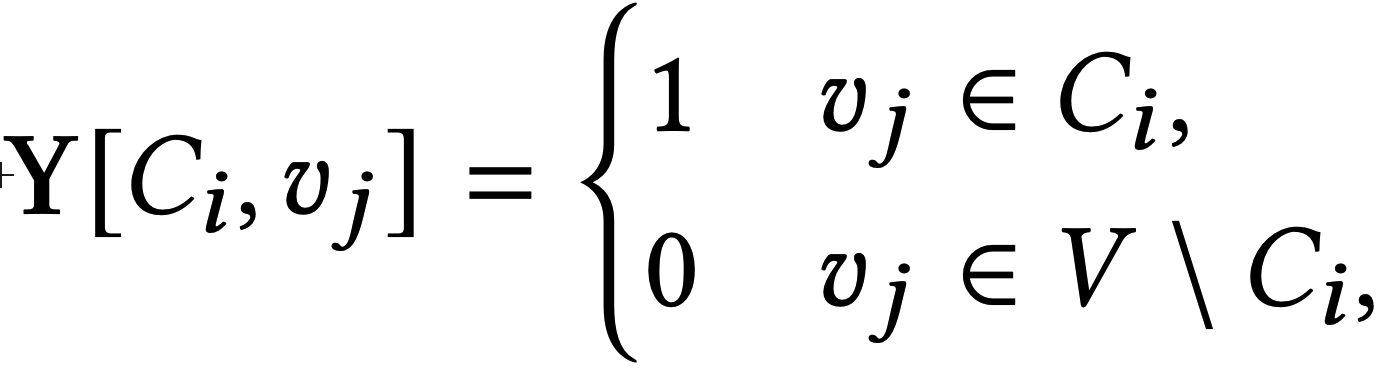 Y[C_i, v_j] = { 1 v_j ∈ C_i,
0 v_j ∈ V \ C_i,